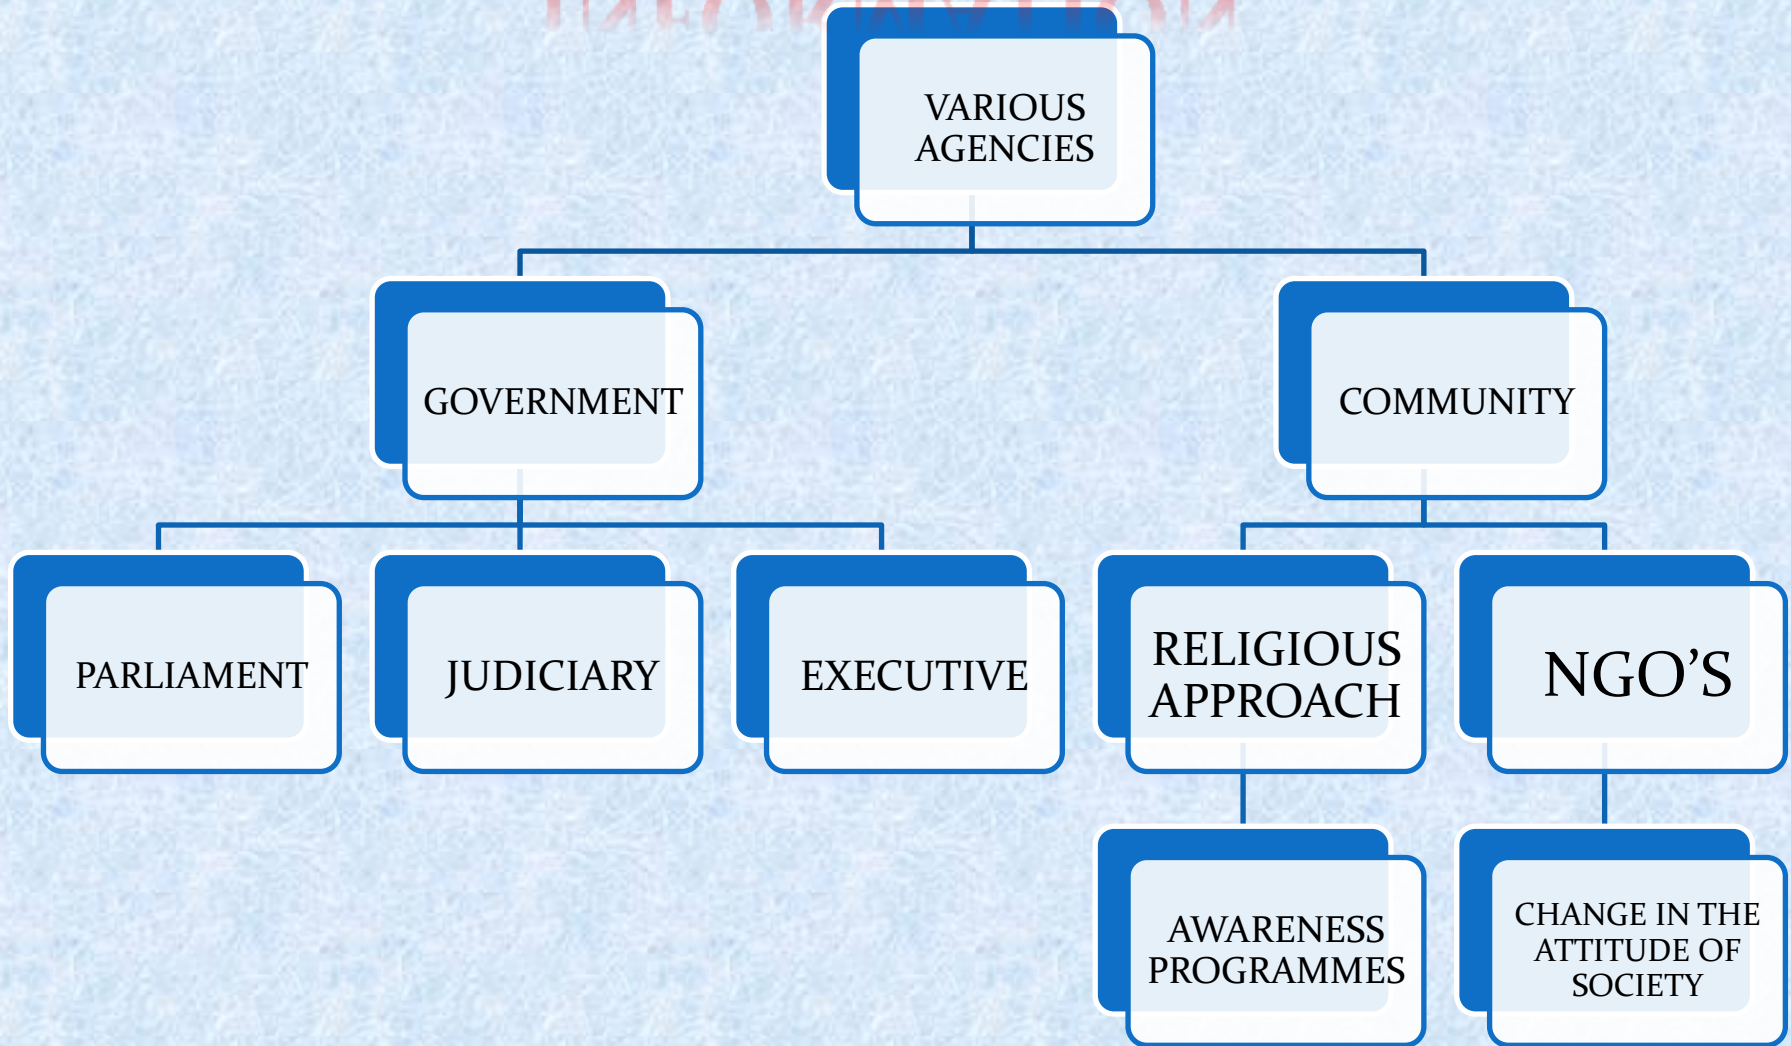 VARIOUS
AGENCIES
GOVERNMENT
COMMUNITY
PARLIAMENT
JUDICIARY
EXECUTIVE
RELIGIOUS
APPROACH
NGO’S
AWARENESS
PROGRAMMES
CHANGE IN THE
ATTITUDE OF
SOCIETY